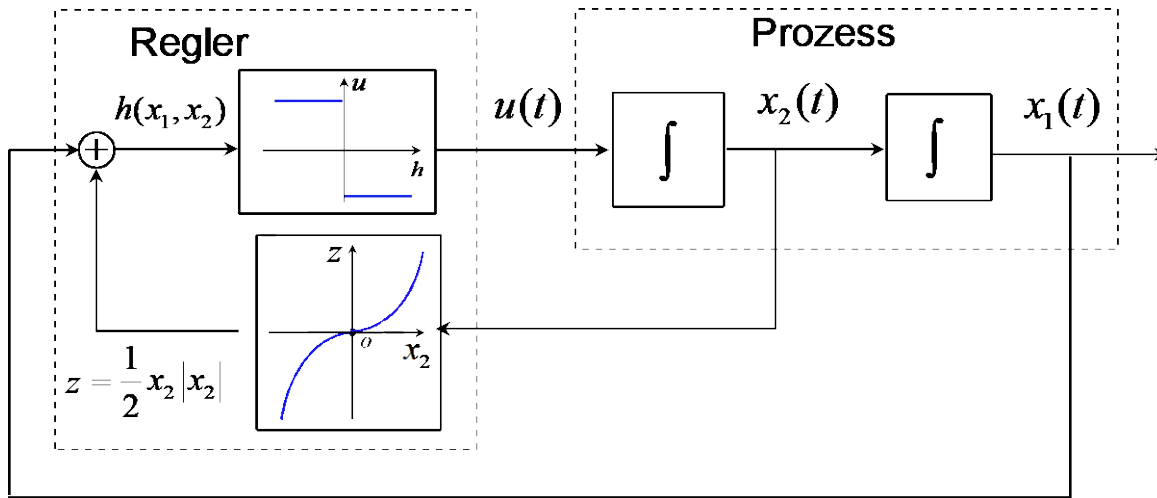 Regler
Prozess
h(x₁, x₂)
u
h
u(t)
∫
x₂(t)
∫
x₁(t)
+
z
o
x₂
z = 1/2 x₂|x₂|